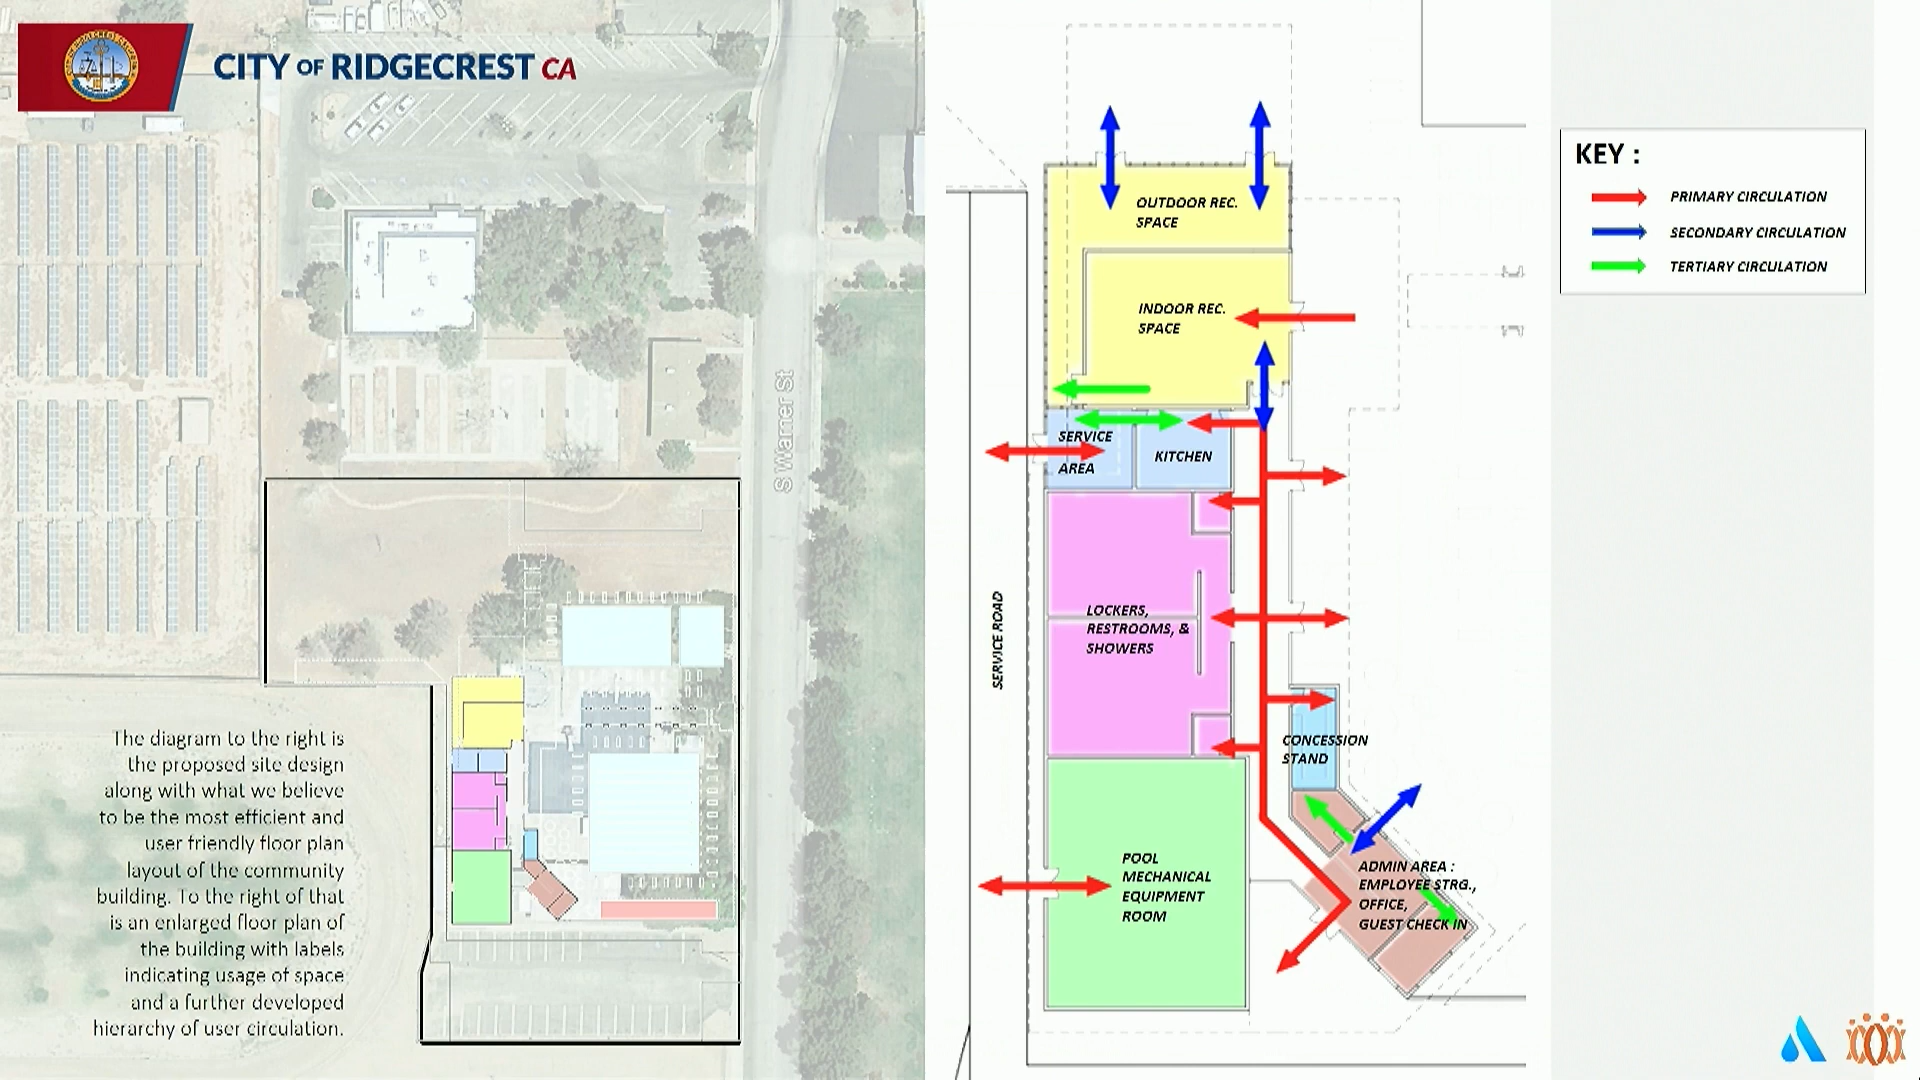 CITY OF RIDGECREST CA
S Warner St
The diagram to the right is
the proposed site design
along with what we believe
to be the most efficient and
user friendly floor plan
layout of the community
building. To the right of that
is an enlarged floor plan of
the building with labels
indicating usage of space
and a further developed
hierarchy of user circulation.
OUTDOOR REC.
SPACE
INDOOR REC.
SPACE
SERVICE
AREA
KITCHEN
LOCKERS,
RESTROOMS, &
SHOWERS
SERVICE ROAD
CONCESSION
STAND
POOL
MECHANICAL
EQUIPMENT
ROOM
ADMIN AREA :
EMPLOYEE STRG.,
OFFICE,
GUEST CHECK IN
KEY :
PRIMARY CIRCULATION
SECONDARY CIRCULATION
TERTIARY CIRCULATION